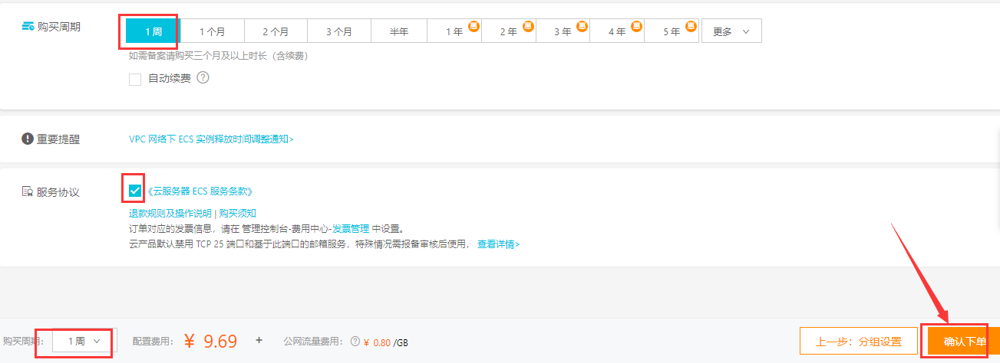 购买周期
1 周 1 个月 2 个月 3 个月 半年 1 年 惠 2 年 惠 3 年 惠 4 年 惠 5 年 惠 更多
如需备案请购买三个月及以上时长（含续费）
自动续费 ?
重要提醒 VPC 网络下 ECS 实例释放时间调整通知>
服务协议 《云服务器 ECS 服务条款》
退款规则及操作说明 | 购买须知
订单对应的发票信息，请在 管理控制台-费用中心-发票管理 中设置。
云产品默认禁用 TCP 25 端口和基于此端口的邮箱服务，特殊情况需报备审核后使用， 查看详情>
购买周期： 1 周 配置费用： ¥ 9.69 + 公网流量费用： ? ¥ 0.80 /GB 上一步：分组设置 确认下单